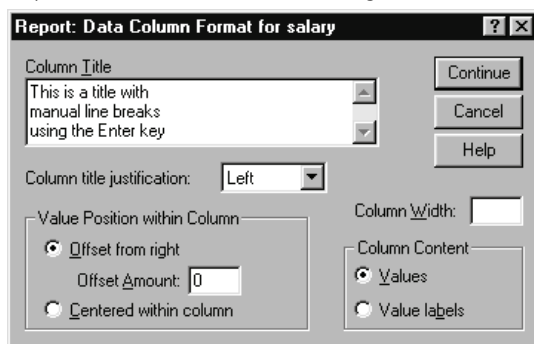 Report: Data Column Format for salary
Column Title
This is a title with
manual line breaks
using the Enter key
Continue
Cancel
Help
Column title justification: Left
Column Width:
Value Position within Column
Offset from right
Offset Amount: 0
Centered within column
Column Content
Values
Value labels